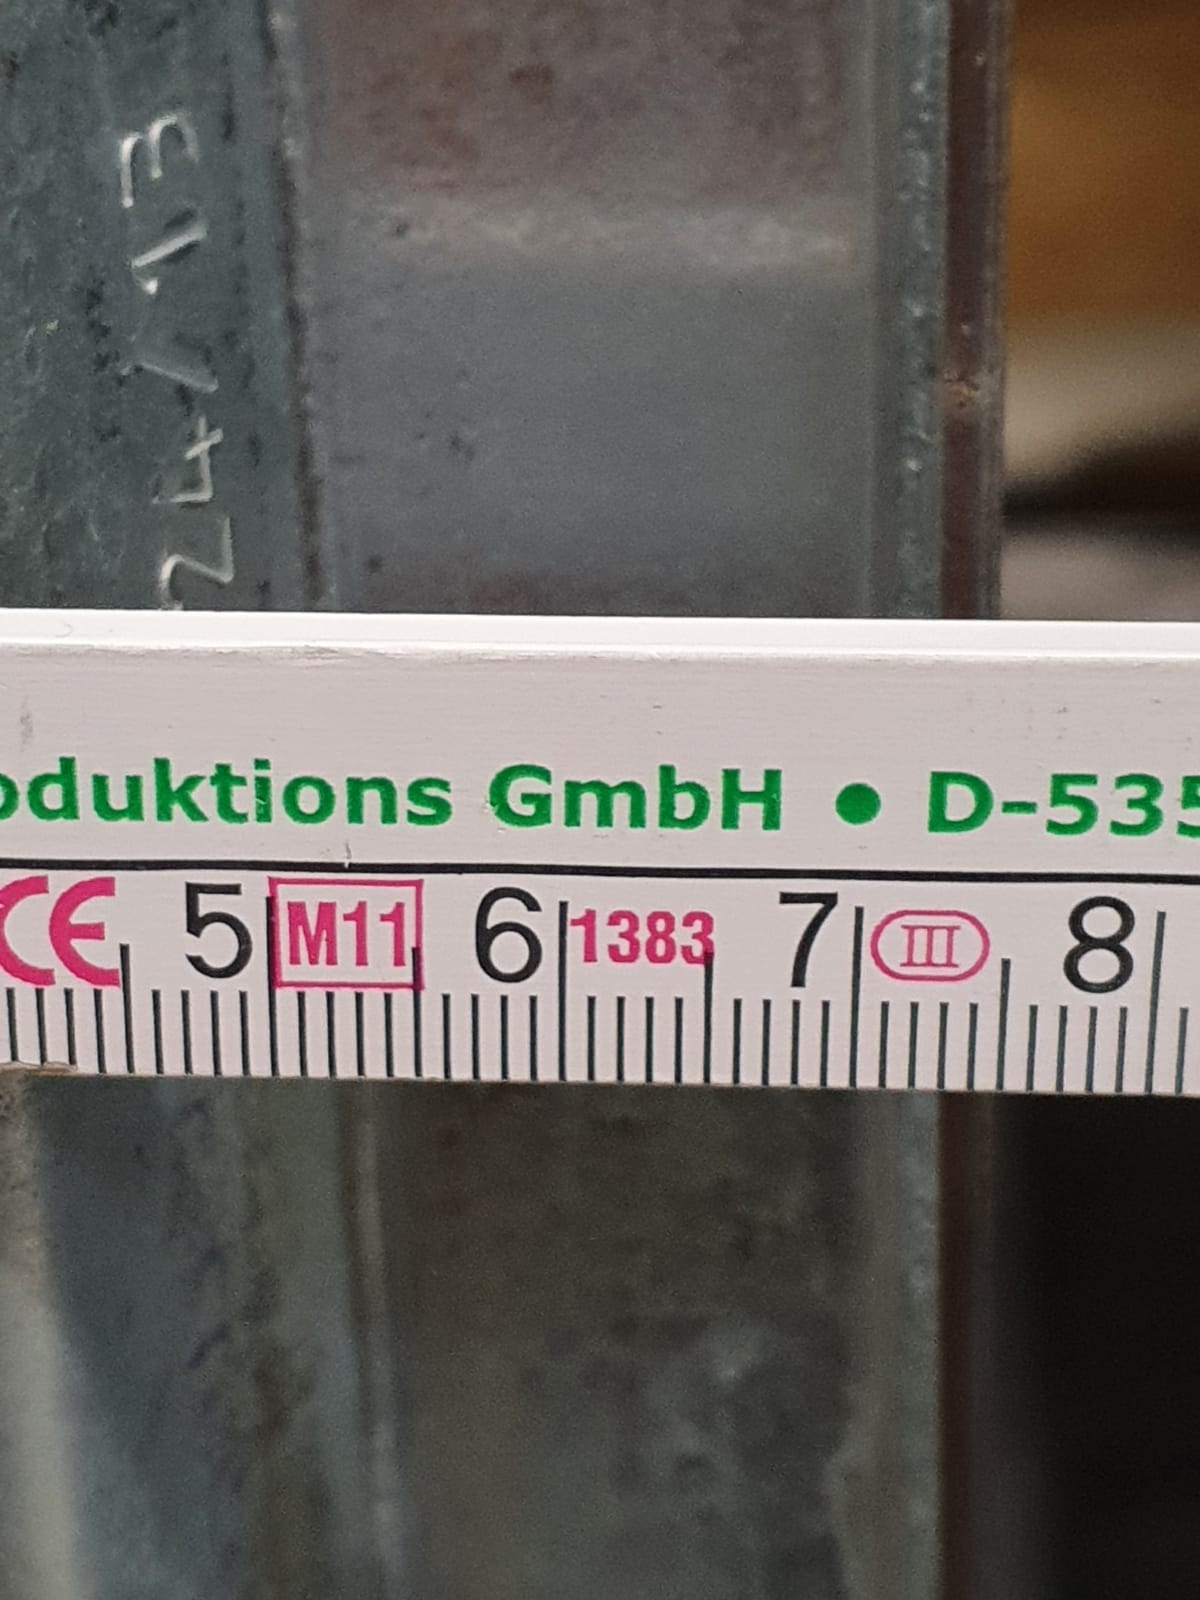 24/13
oduktions GmbH • D-535
CE 5 M11 6 1383 7 III 8